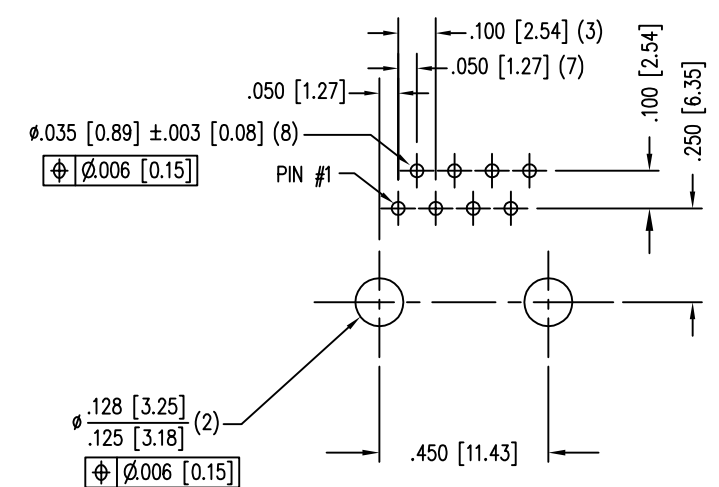 .100 [2.54] (3)
.050 [1.27] (7)
.050 [1.27]
.100 [2.54]
.250 [6.35]
⌀.035 [0.89] ±.003 [0.08] (8)
⌖ ⌀.006 [0.15]
PIN #1
⌀ .128 [3.25]
.125 [3.18] (2)
⌖ ⌀.006 [0.15]
.450 [11.43]